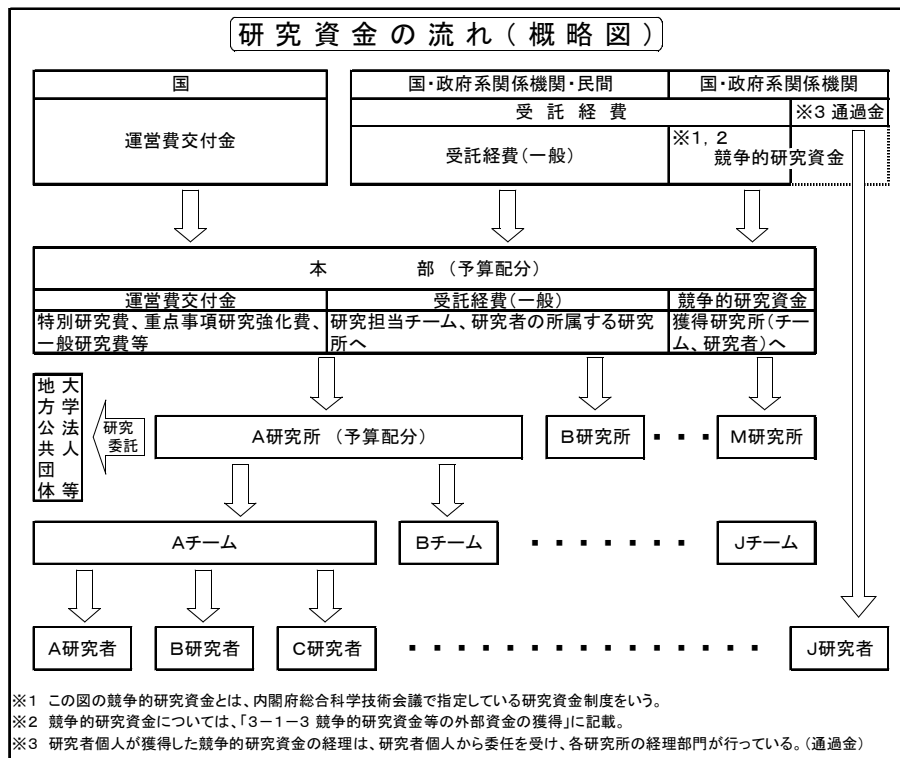 研究資金の流れ(概略図)
国
国・政府系関係機関・民間
国・政府系関係機関
受託経費
※3 通過金
運営費交付金
受託経費(一般)
※1,2
競争的研究資金
本 部 (予算配分)
運営費交付金
受託経費(一般)
競争的研究資金
特別研究費、重点事項研究強化費、
一般研究費等
研究担当チーム、研究者の所属する研究
所へ
獲得研究所(チー
ム、研究者)へ
大学法人等
地方公共団体
研究
委託
A研究所 (予算配分)
B研究所
・・・
M研究所
Aチーム
Bチーム
・・・・・・・
Jチーム
A研究者
B研究者
C研究者
・・・・・・・・・・・・・・・
J研究者
※1 この図の競争的研究資金とは、内閣府総合科学技術会議で指定している研究資金制度をいう。
※2 競争的研究資金については、「3-1-3 競争的研究資金等の外部資金の獲得」に記載。
※3 研究者個人が獲得した競争的研究資金の経理は、研究者個人から委任を受け、各研究所の経理部門が行っている。(通過金)